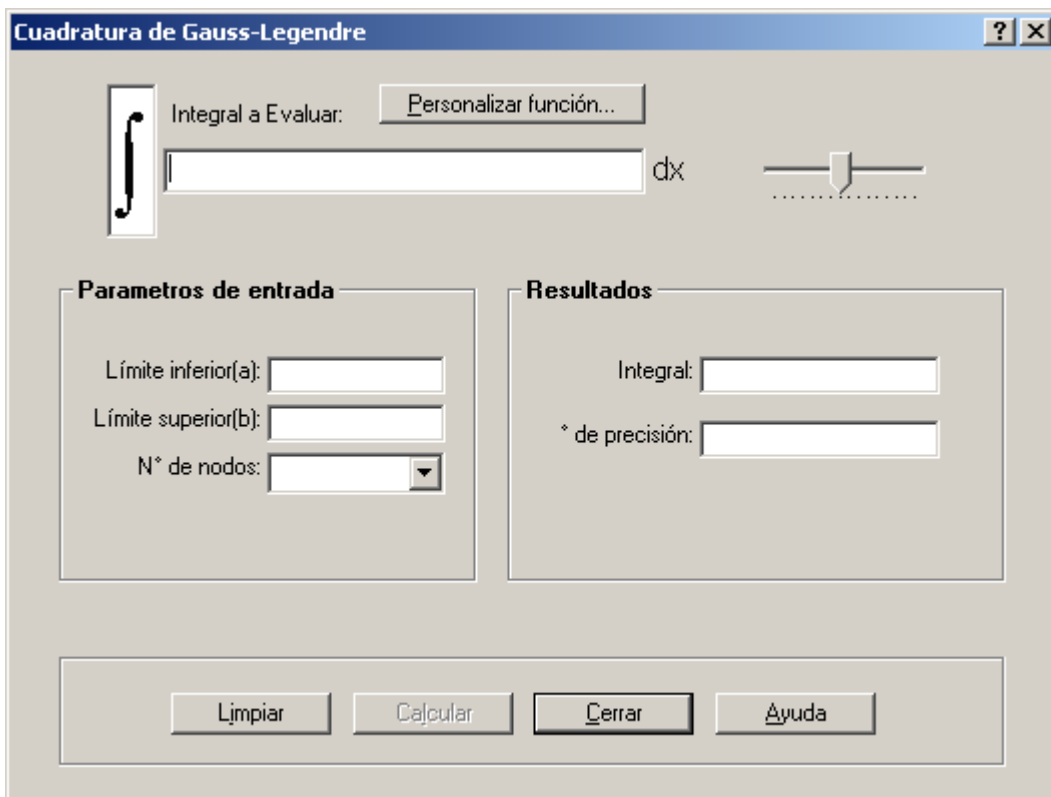 Cuadratura de Gauss-Legendre
Integral a Evaluar:
Personalizar función...
∫
dx
Parametros de entrada
Límite inferior(a):
Límite superior(b):
N° de nodos:
Resultados
Integral:
° de precisión:
Limpiar
Calcular
Cerrar
Ayuda